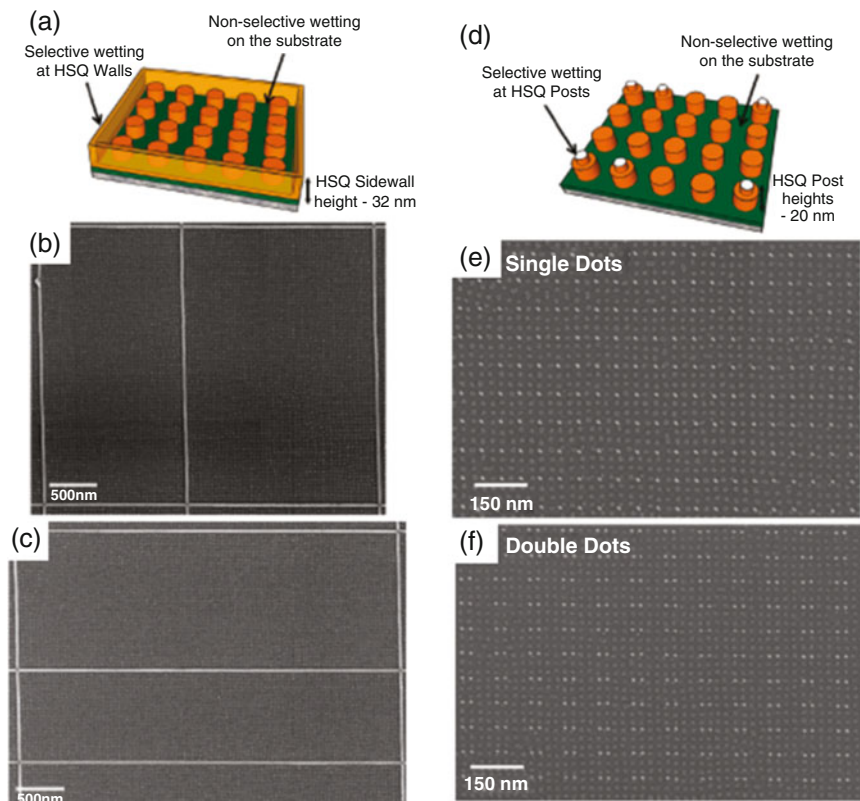 (a)
Non-selective wetting
on the substrate
Selective wetting
at HSQ Walls
HSQ Sidewall
height - 32 nm
(b)
500nm
(c)
500nm
(d)
Non-selective wetting
on the substrate
Selective wetting
at HSQ Posts
HSQ Post
heights
- 20 nm
(e)
Single Dots
150 nm
(f)
Double Dots
150 nm